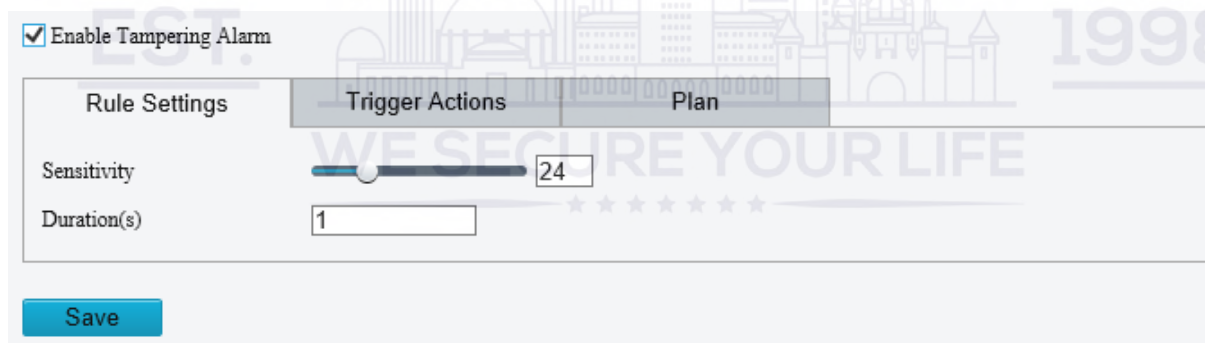 EST. 1998
Enable Tampering Alarm
Rule Settings Trigger Actions Plan
WE SECURE YOUR LIFE
Sensitivity 24
Duration(s) 1
Save